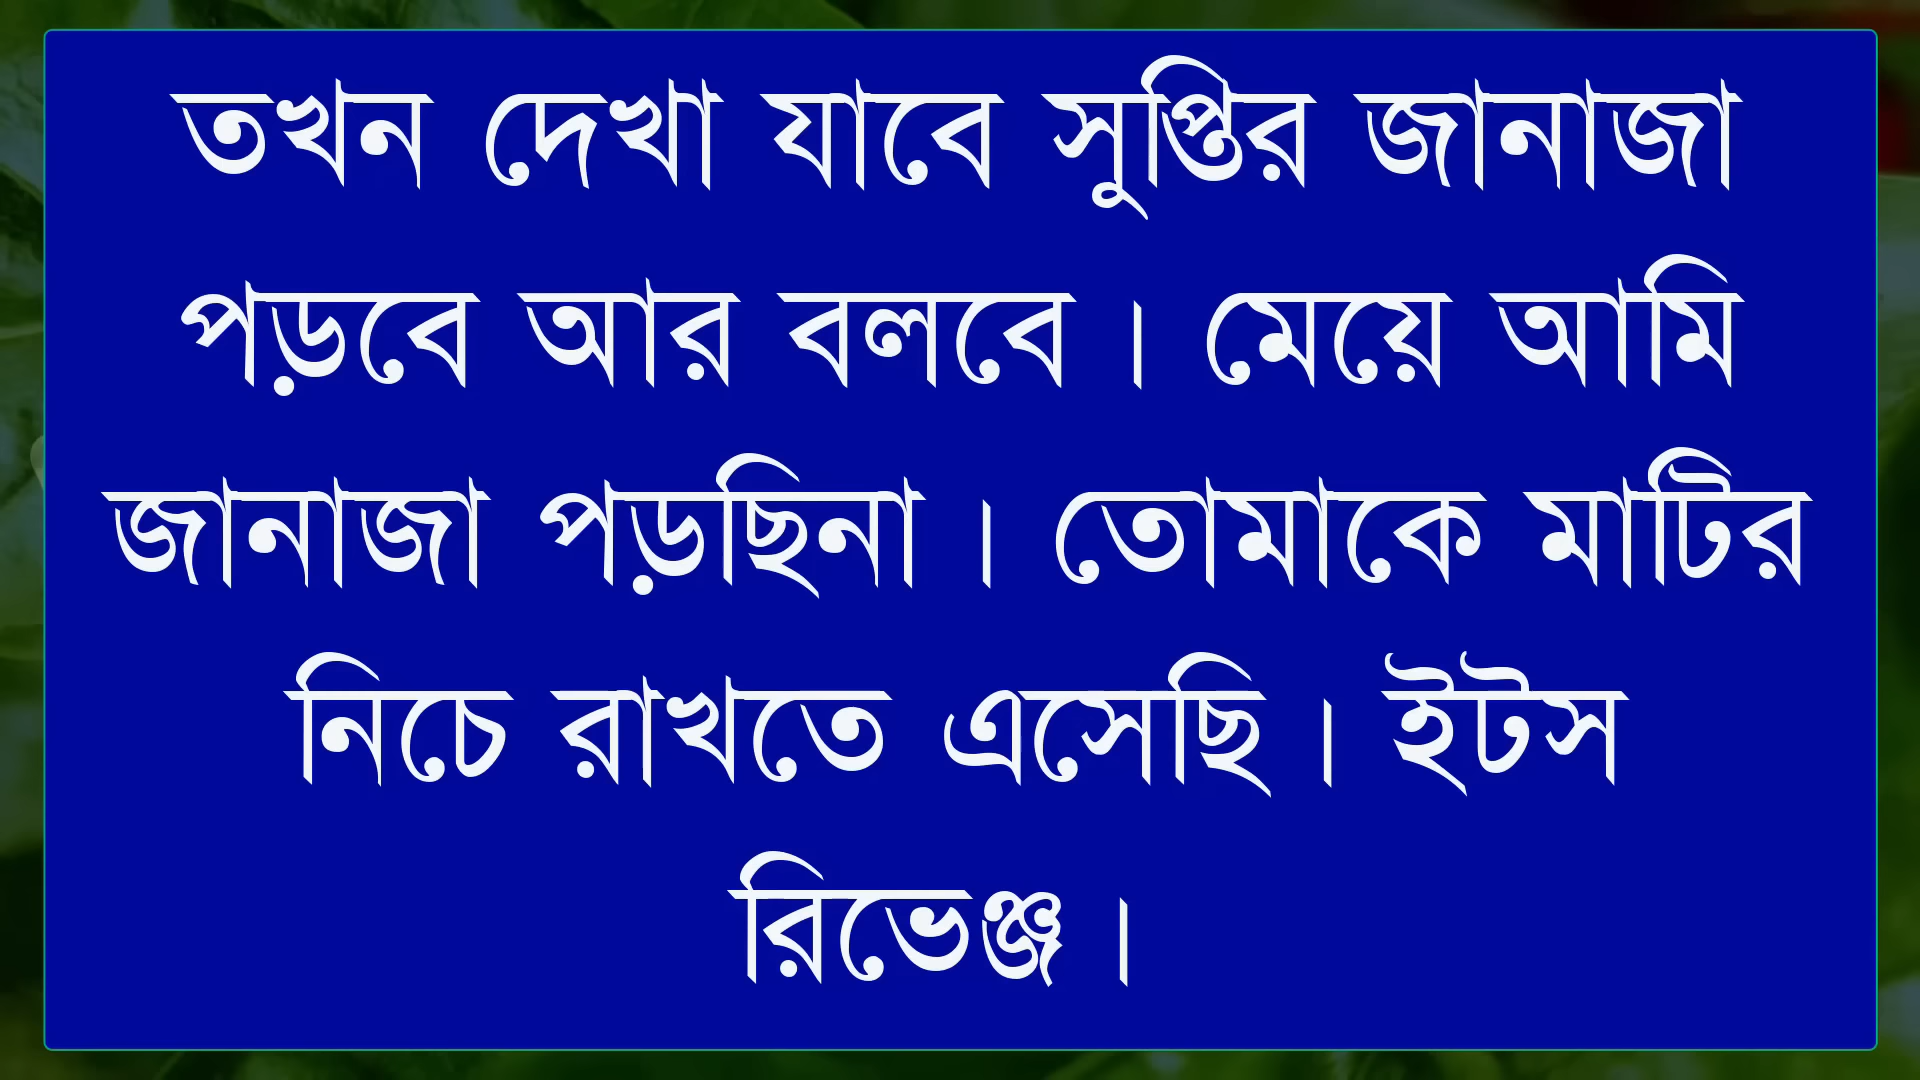 তখন দেখা যাবে সুপ্তির জানাজা
পড়বে আর বলবে । মেয়ে আমি
জানাজা পড়ছিনা । তোমাকে মাটির
নিচে রাখতে এসেছি । ইটস
রিভেঞ্জ ।